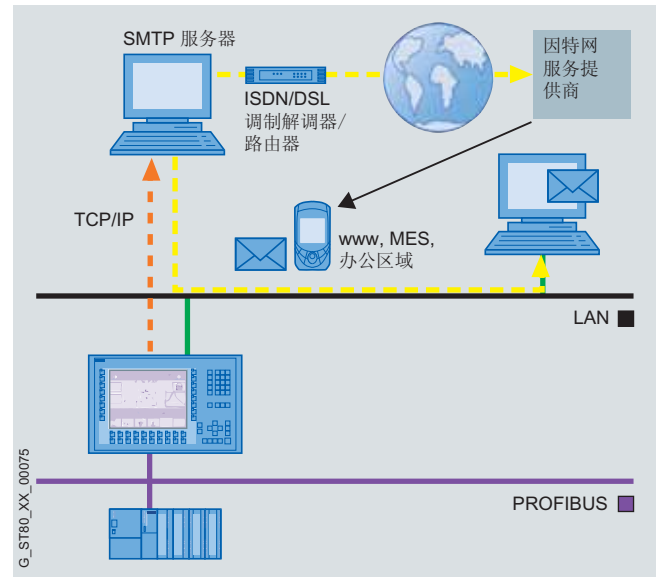 SMTP 服务器
ISDN/DSL
调制解调器/
路由器
因特网
服务提
供商
TCP/IP
www, MES,
办公区域
LAN
PROFIBUS
G_ST80_XX_00075